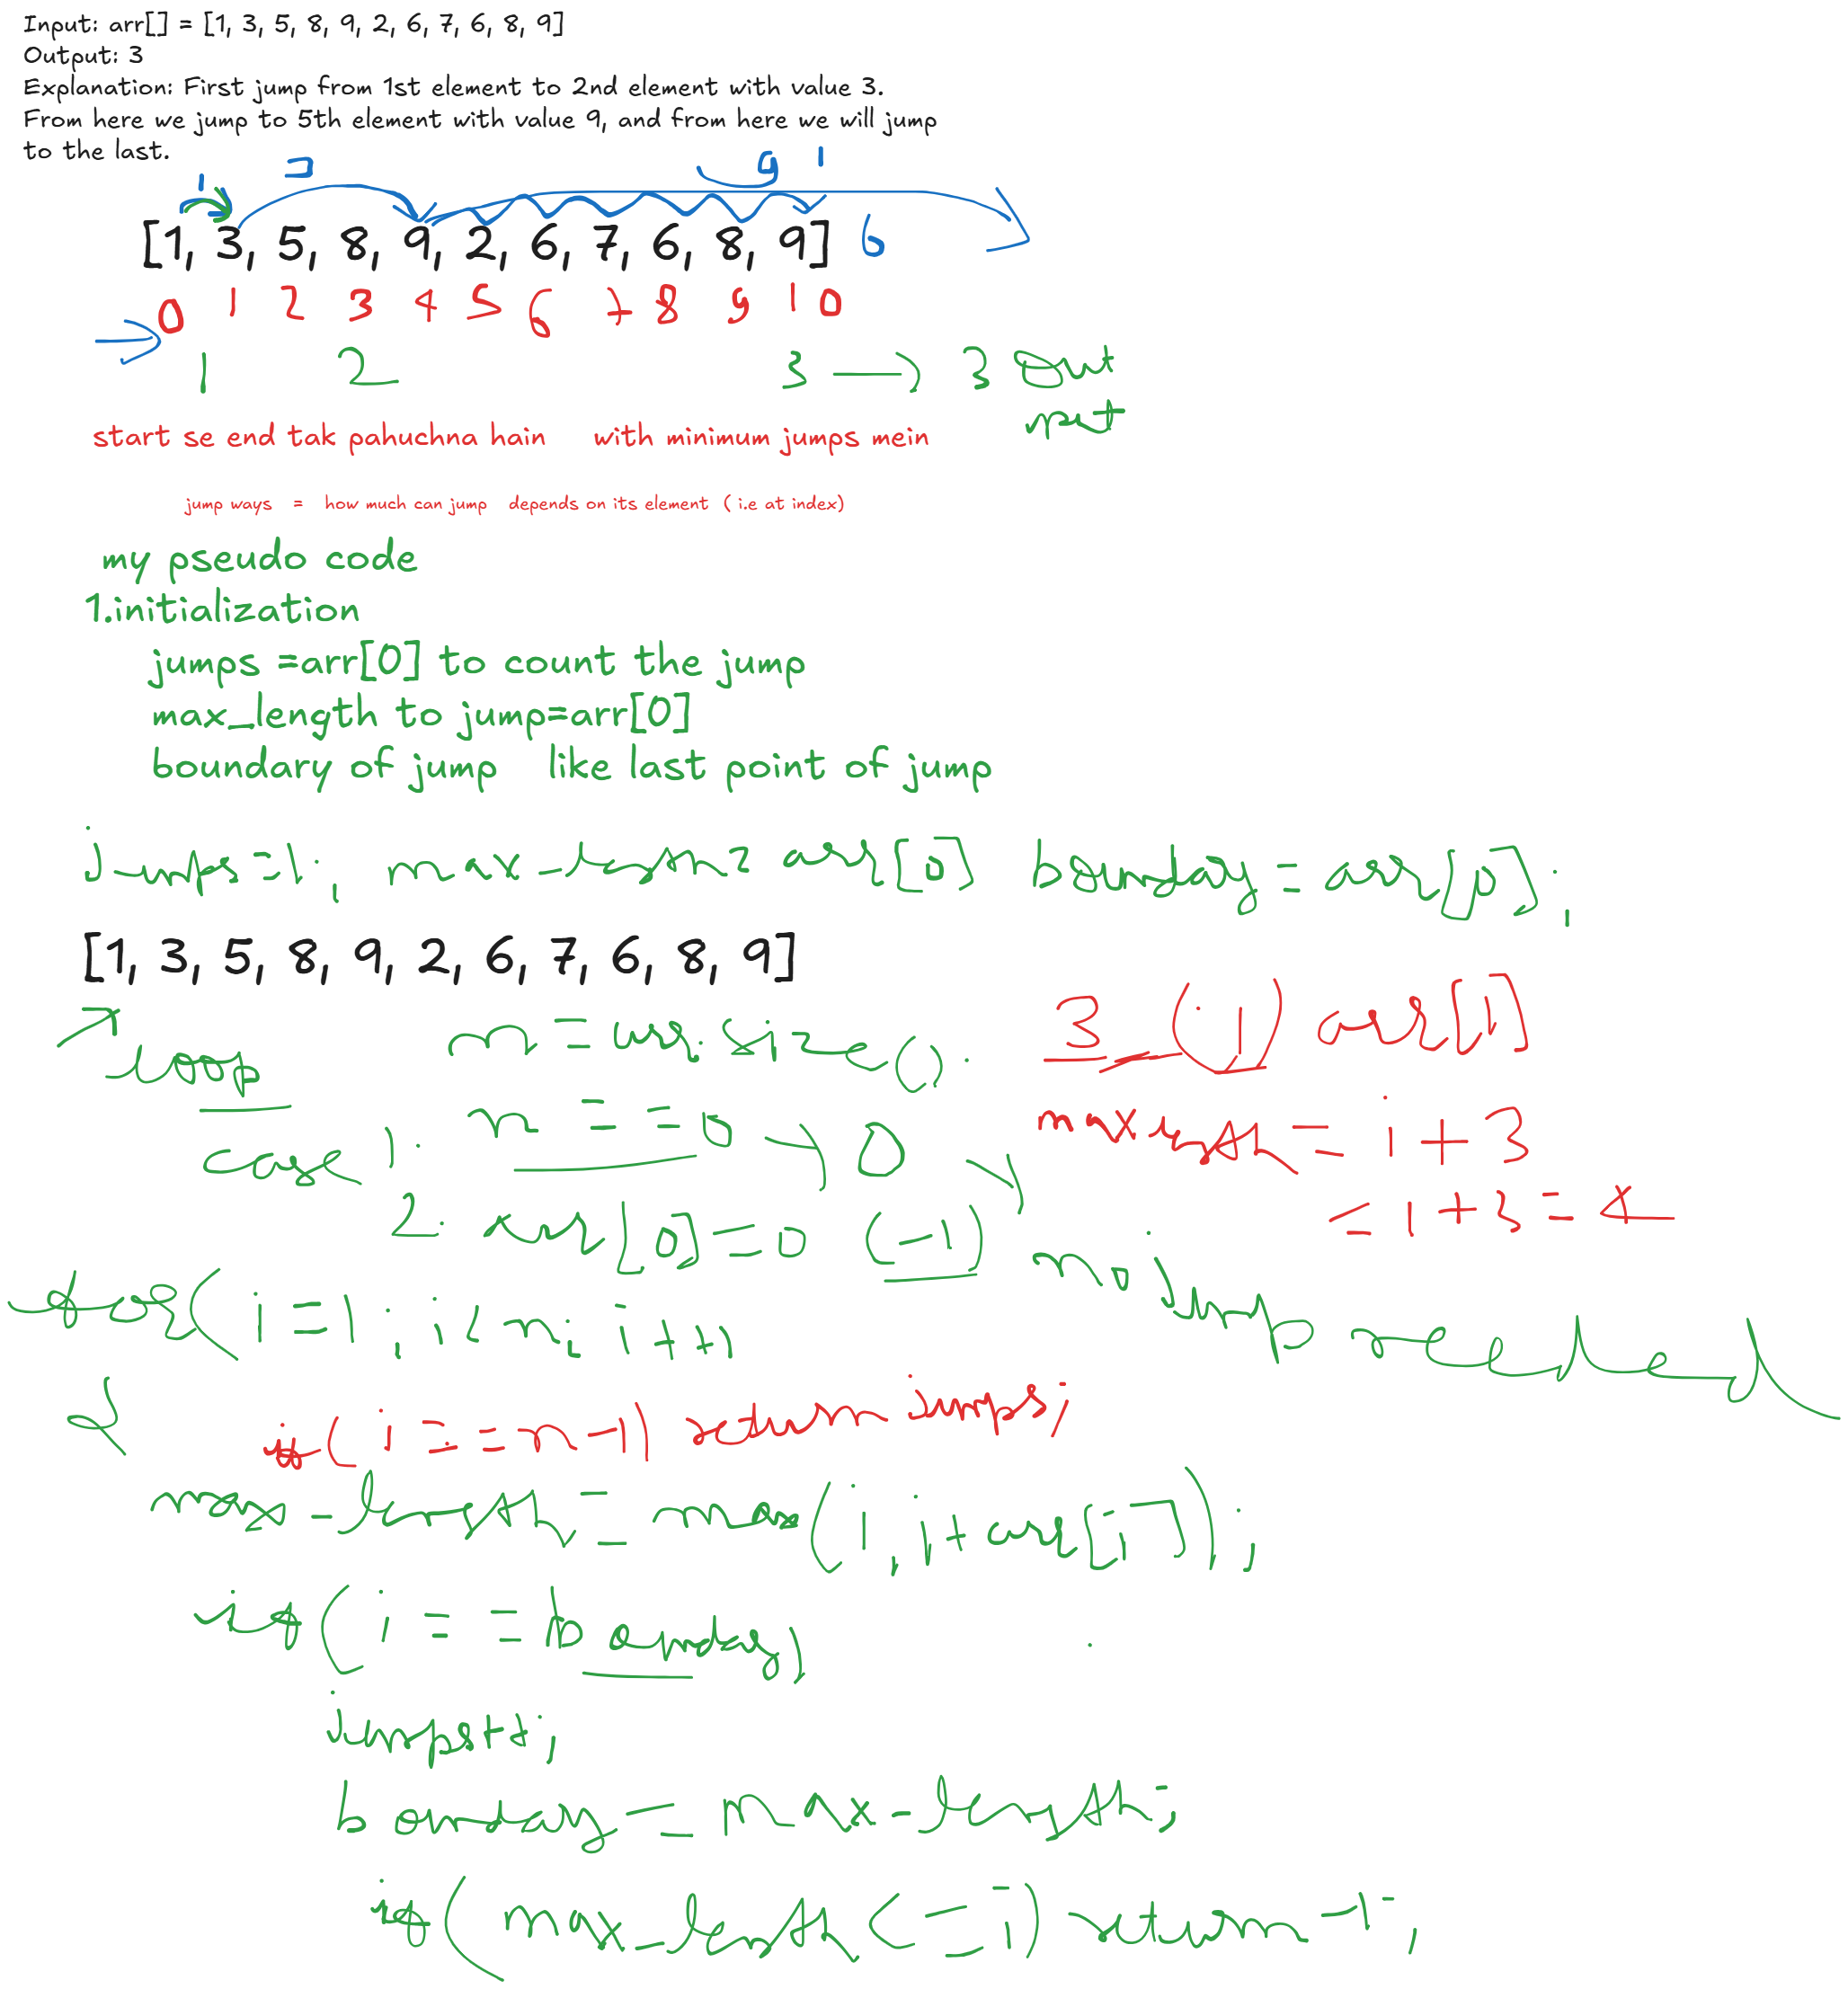 Input: arr[] = [1, 3, 5, 8, 9, 2, 6, 7, 6, 8, 9]
Output: 3
Explanation: First jump from 1st element to 2nd element with value 3.
From here we jump to 5th element with value 9, and from here we will jump
to the last.
1 3 9 1
[1, 3, 5, 8, 9, 2, 6, 7, 6, 8, 9]
0 1 2 3 4 5 6 7 8 9 10
1 2 3 → 3 Out
start se end tak pahuchna hain with minimum jumps mein
jump ways = how much can jump depends on its element ( i.e at index)
my pseudo code
1.initialization
jumps =arr[0] to count the jump
max_length to jump=arr[0]
boundary of jump like last point of jump
jumps=1; max-length= arr[0] boundary = arr[0];
[1, 3, 5, 8, 9, 2, 6, 7, 6, 8, 9]
loop n = arr.size(). 3 (1) arr[1]
case 1. n == 0 → 0 max length = i + 3
2. arr[0]=0 (-1) = 1 + 3 = 4
no jump needed
for( i = 1; i < n; i++
{
if( i == n-1) return jumps;
max-length = max(i, i+arr[i]);
if( i == boundary)
jumps++;
boundary = max-length;
if( max_length <= i) return -1;